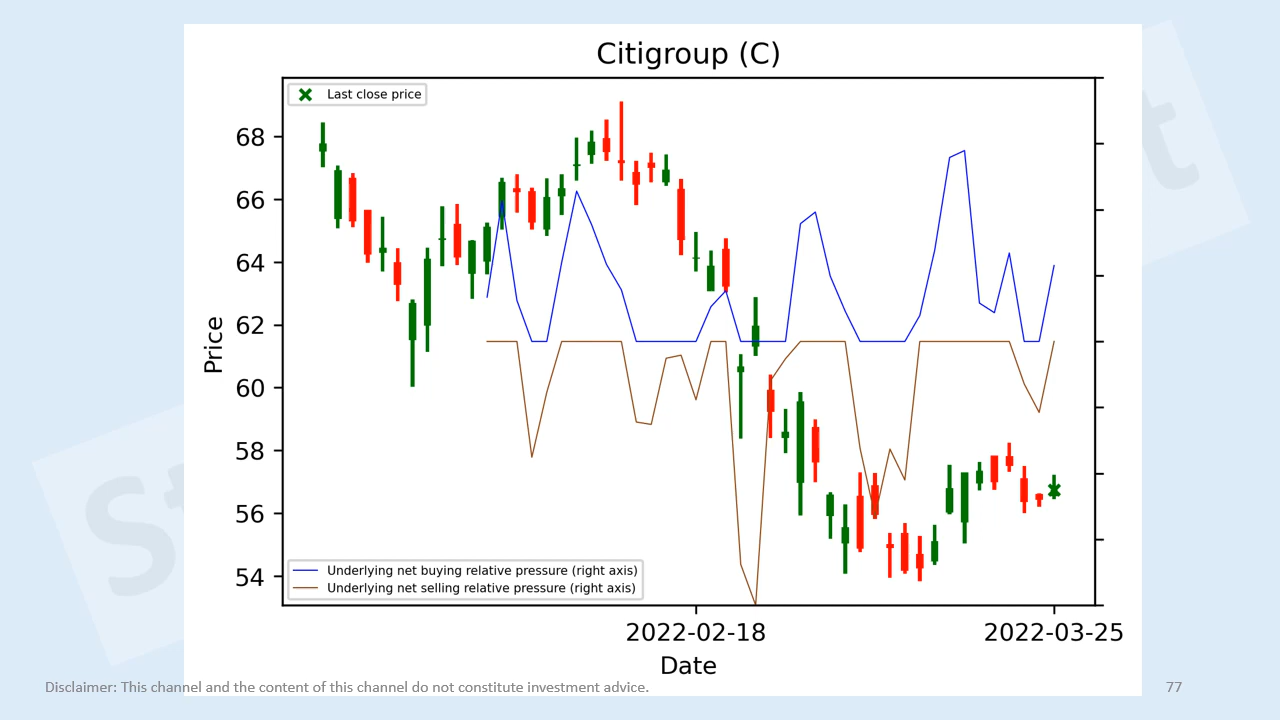 Citigroup (C)
Last close price
68
66
64
62
60
58
56
54
Price
Underlying net buying relative pressure (right axis)
Underlying net selling relative pressure (right axis)
2022-02-18
2022-03-25
Date
Disclaimer: This channel and the content of this channel do not constitute investment advice.
77